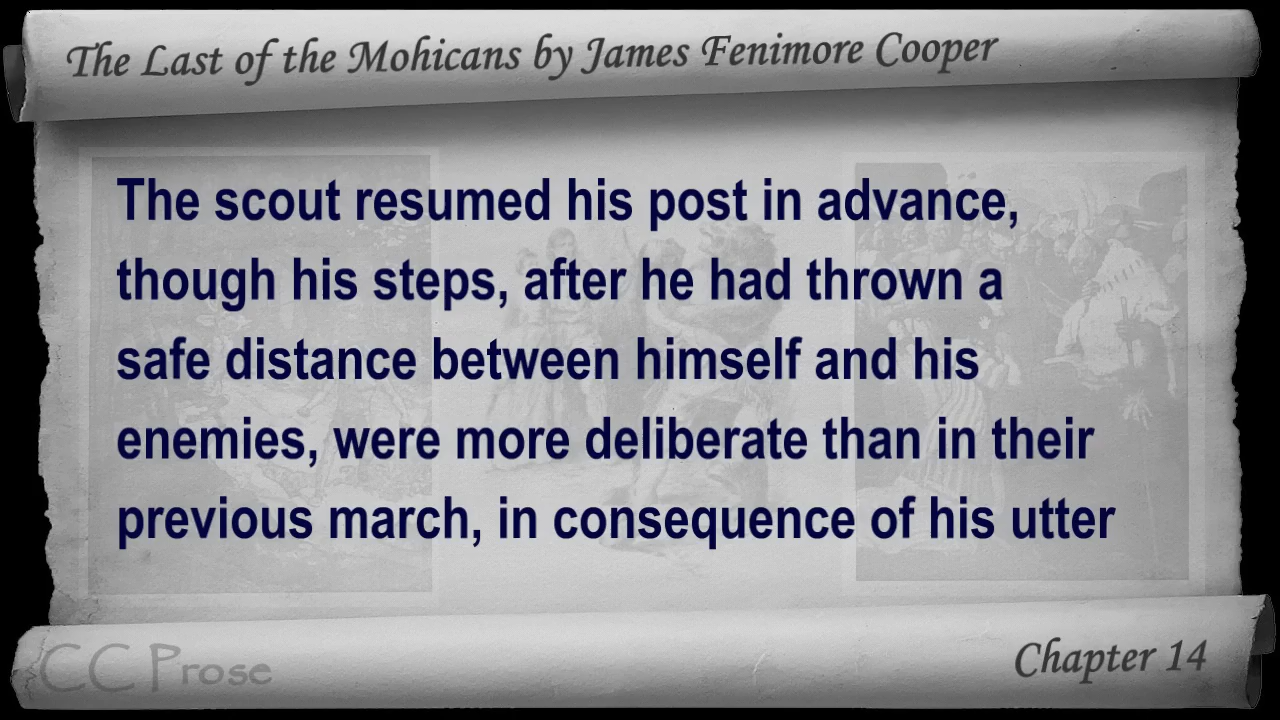 The Last of the Mohicans by James Fenimore Cooper
The scout resumed his post in advance,
though his steps, after he had thrown a
safe distance between himself and his
enemies, were more deliberate than in their
previous march, in consequence of his utter
CC Prose
Chapter 14